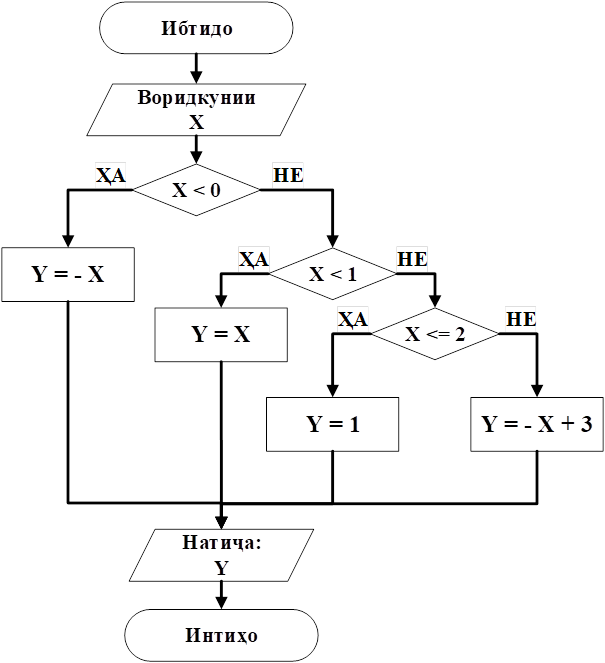 Ибтидо
Воридкунии
X
ҲА
X < 0
НЕ
Y = - X
ҲА
X < 1
НЕ
Y = X
ҲА
X <= 2
НЕ
Y = 1
Y = - X + 3
Натиҷа:
Y
Интиҳо